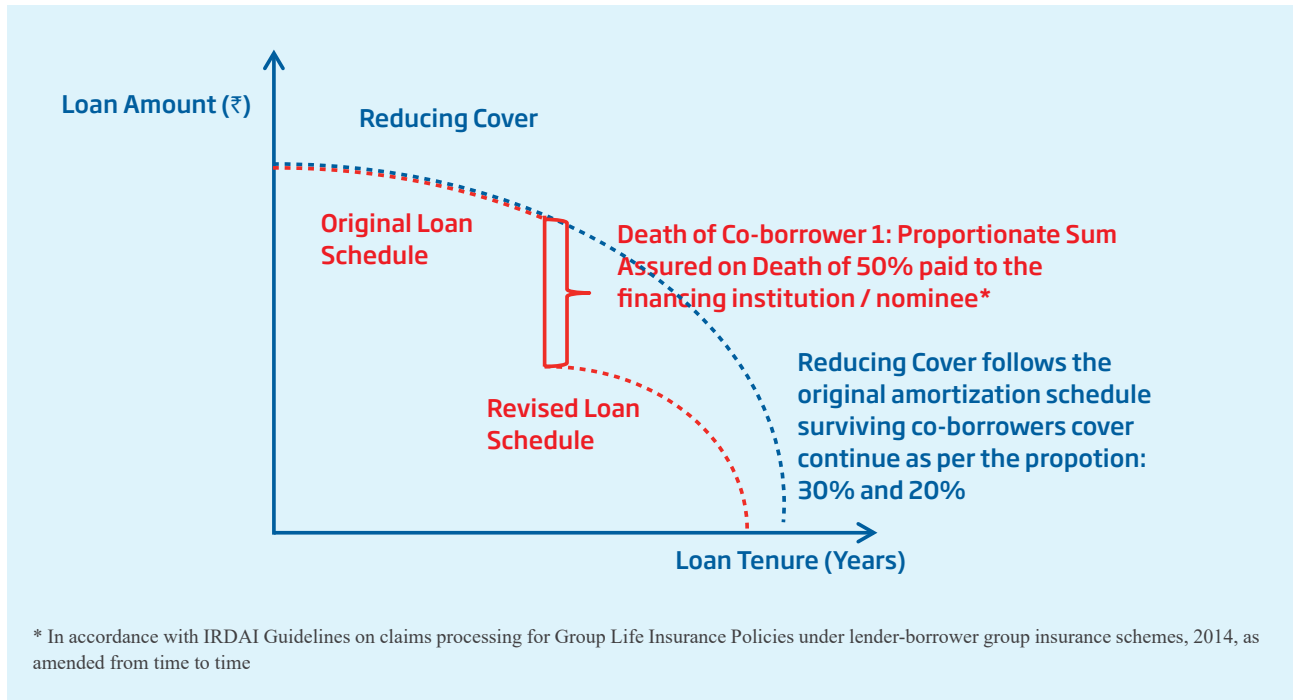 Loan Amount (₹)
Reducing Cover
Original Loan
Schedule
Death of Co-borrower 1: Proportionate Sum
Assured on Death of 50% paid to the
financing institution / nominee*
Revised Loan
Schedule
Reducing Cover follows the
original amortization schedule
surviving co-borrowers cover
continue as per the propotion:
30% and 20%
Loan Tenure (Years)
* In accordance with IRDAI Guidelines on claims processing for Group Life Insurance Policies under lender-borrower group insurance schemes, 2014, as
amended from time to time